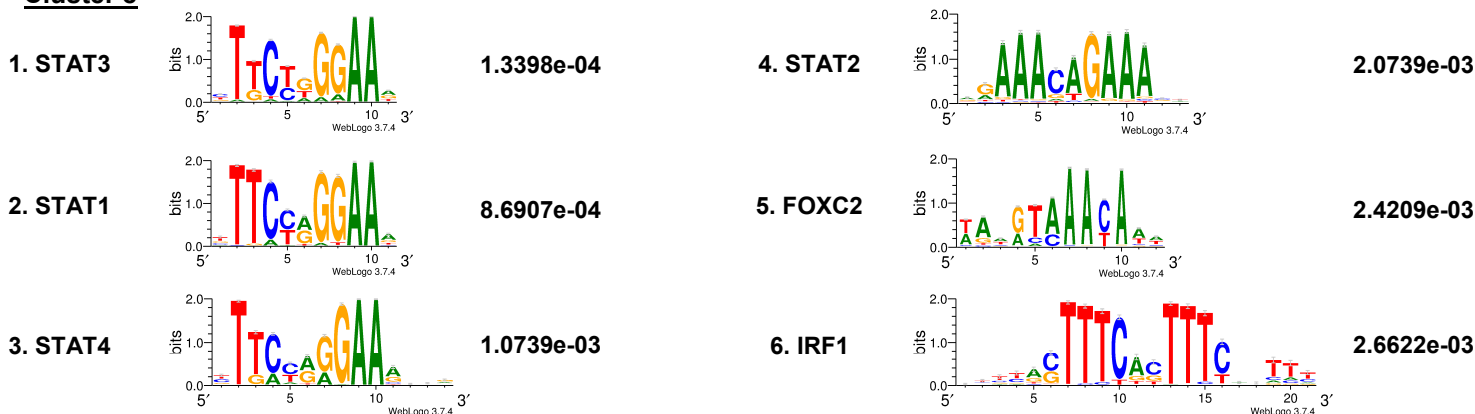 1. STAT3
bits
2.0
1.0
0.0
5′
5
10
3′
WebLogo 3.7.4
1.3398e-04
2. STAT1
bits
2.0
1.0
0.0
5′
5
10
3′
WebLogo 3.7.4
8.6907e-04
3. STAT4
bits
2.0
1.0
0.0
5′
5
10
3′
WebLogo 3.7.4
1.0739e-03
4. STAT2
bits
2.0
1.0
0.0
5′
5
10
3′
WebLogo 3.7.4
2.0739e-03
5. FOXC2
bits
2.0
1.0
0.0
5′
5
10
3′
WebLogo 3.7.4
2.4209e-03
6. IRF1
bits
2.0
1.0
0.0
5′
5
10
15
20
3′
WebLogo 3.7.4
2.6622e-03